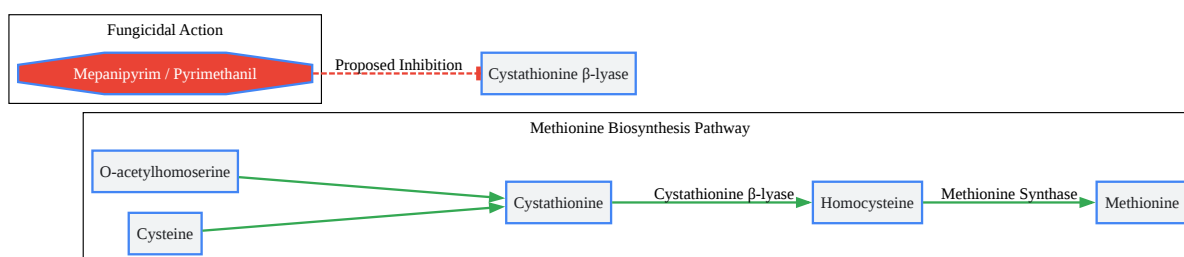 Fungicidal Action
Mepanipyrim / Pyrimethanil
Proposed Inhibition
Cystathionine β-lyase
Methionine Biosynthesis Pathway
O-acetylhomoserine
Cysteine
Cystathionine
Cystathionine β-lyase
Homocysteine
Methionine Synthase
Methionine